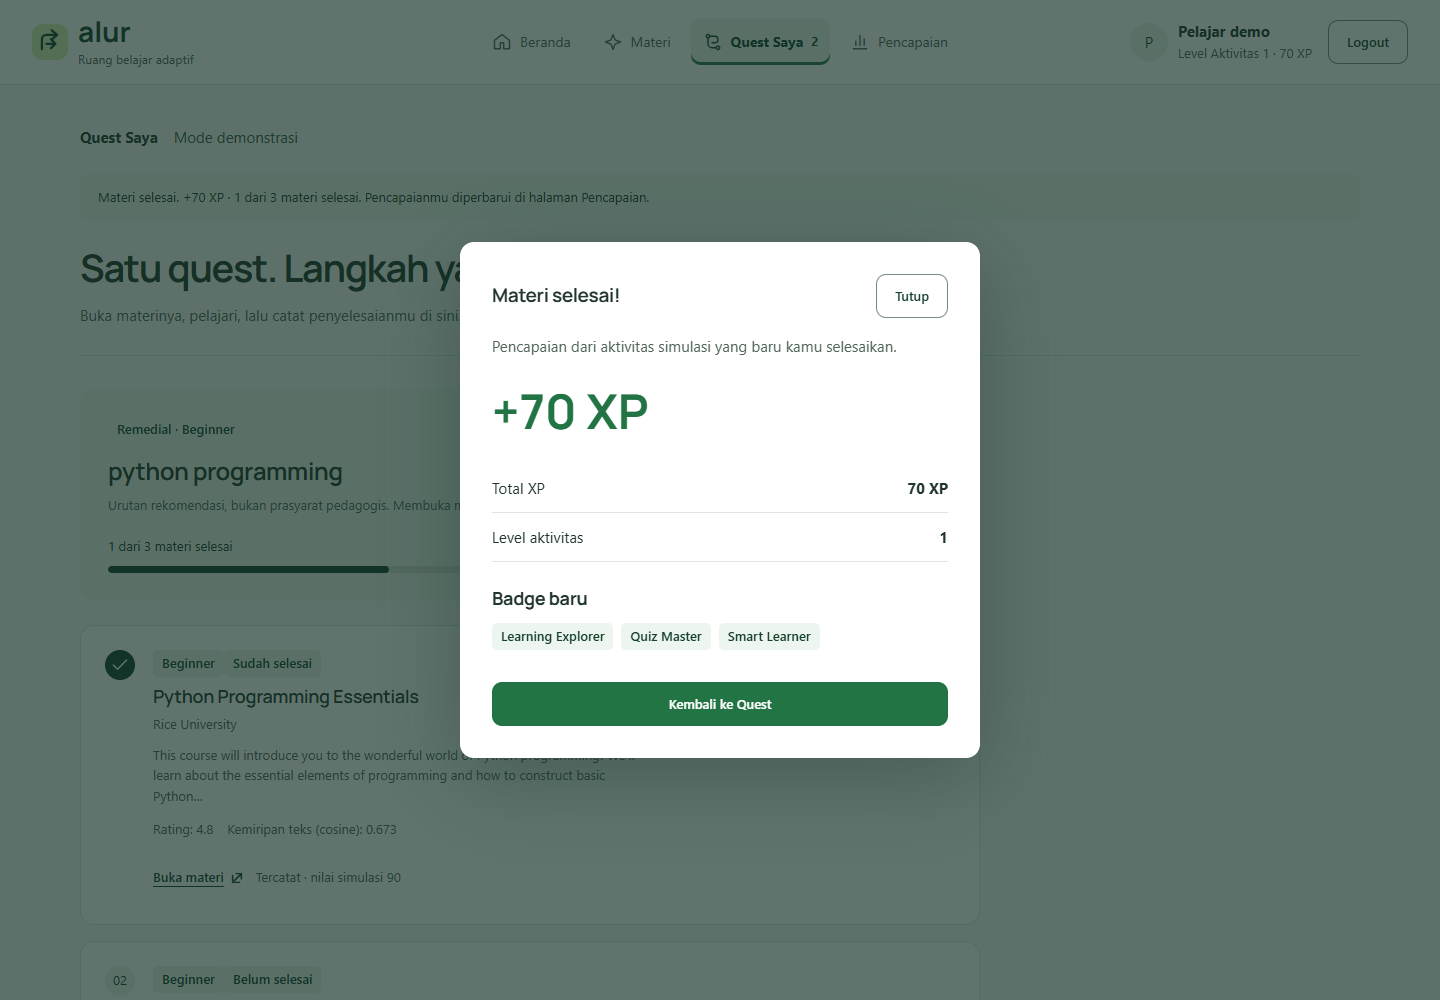 alur
Ruang belajar adaptif
Beranda
Materi
Quest Saya 2
Pencapaian
P
Pelajar demo
Level Aktivitas 1 · 70 XP
Logout
Quest Saya Mode demonstrasi
Materi selesai. +70 XP · 1 dari 3 materi selesai. Pencapaianmu diperbarui di halaman Pencapaian.
Satu quest. Langkah
Buka materinya, pelajari, lalu catat penyelesaianmu di sini.
Remedial · Beginner
python programming
Urutan rekomendasi, bukan prasyarat pedagogis. Membuka
1 dari 3 materi selesai
Materi selesai!
Tutup
Pencapaian dari aktivitas simulasi yang baru kamu selesaikan.
+70 XP
Total XP 70 XP
Level aktivitas 1
Badge baru
Learning Explorer Quiz Master Smart Learner
Kembali ke Quest
Beginner Sudah selesai
Python Programming Essentials
Rice University
This course will introduce you to the wonderful world
learn about the essential elements of programming and how to construct basic
Python...
Rating: 4.8 Kemiripan teks (cosine): 0.673
Buka materi Tercatat · nilai simulasi 90
02 Beginner Belum selesai